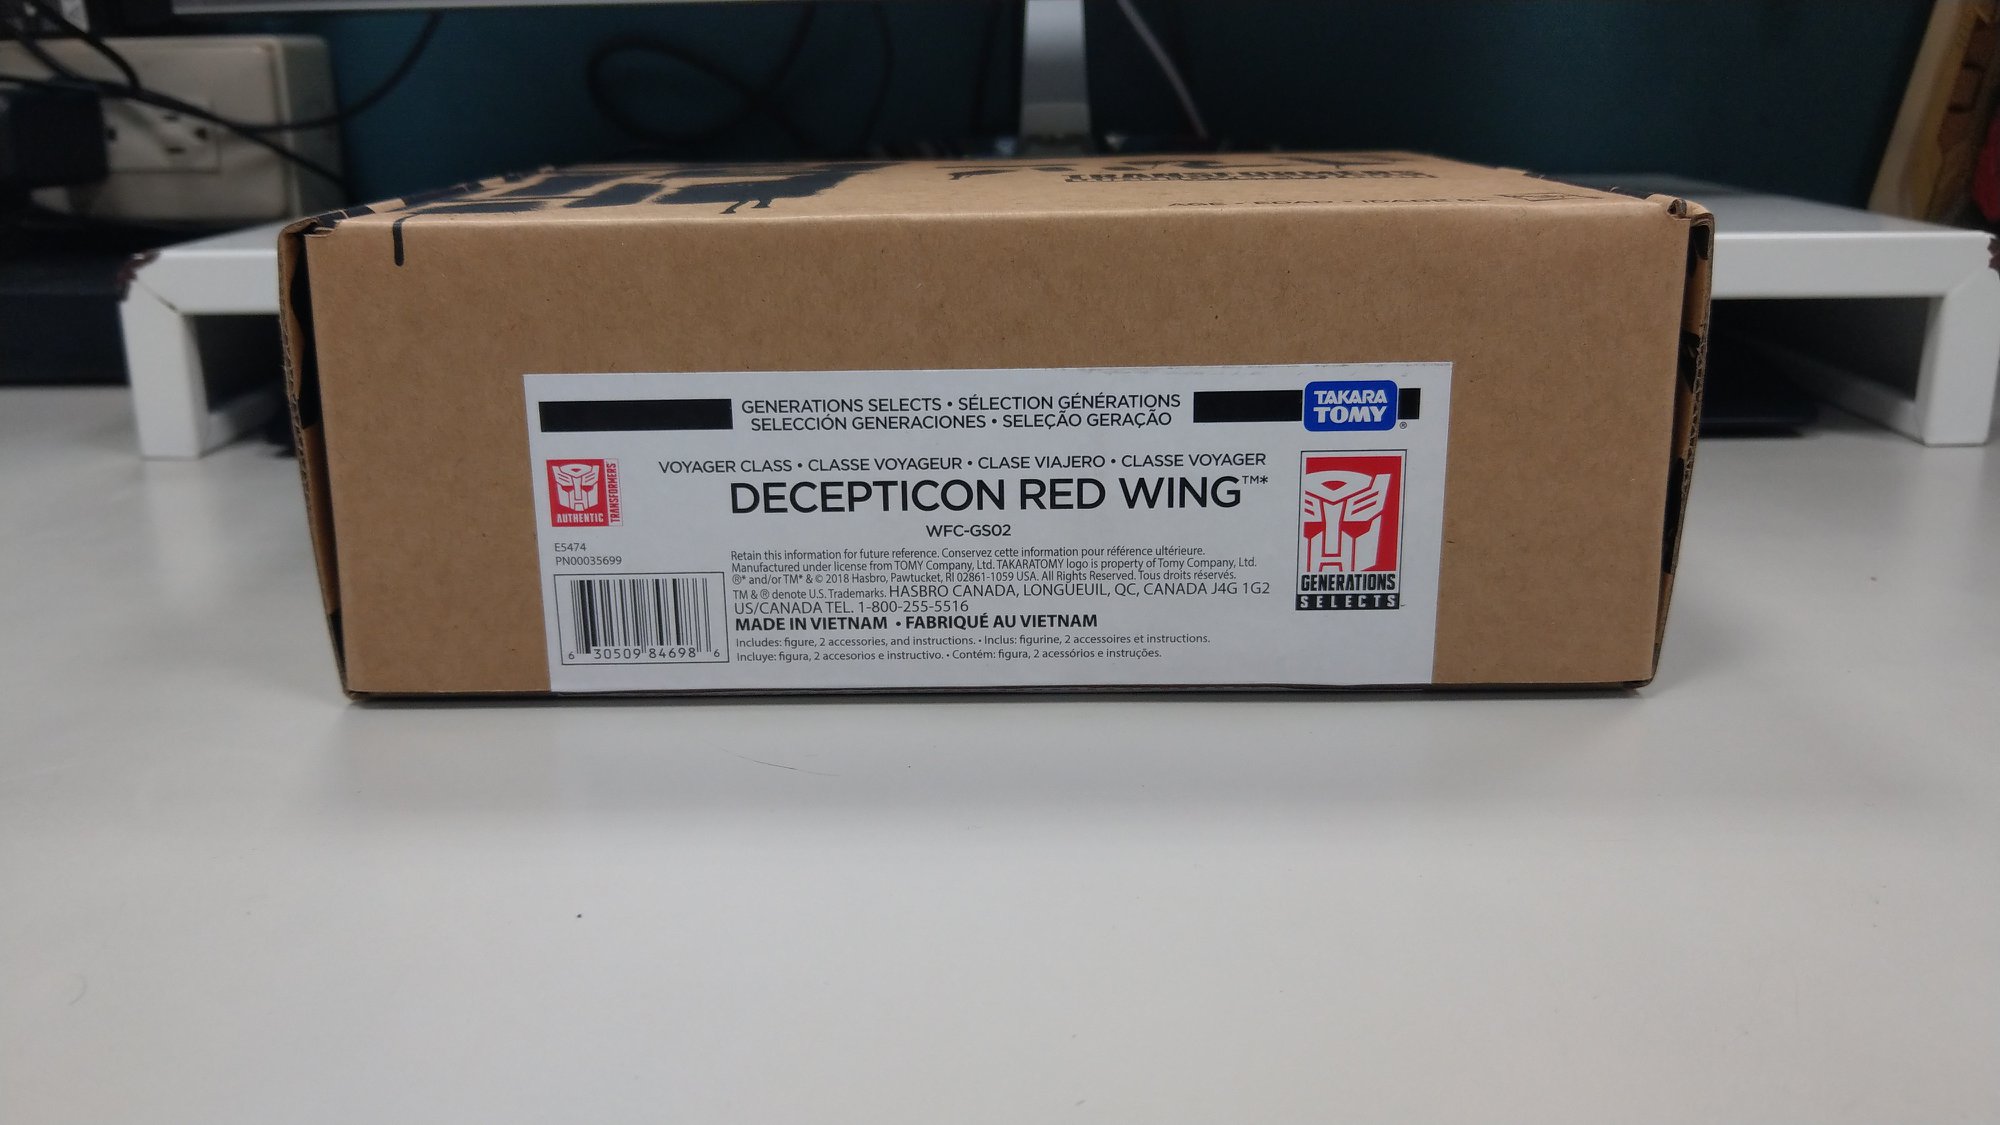 TRANSFORMERS
AGE • EDAD • IDADE
GENERATIONS SELECTS • SÉLECTION GÉNÉRATIONS
SELECCIÓN GENERACIONES • SELEÇÃO GERAÇÃO
TAKARA
TOMY®
VOYAGER CLASS • CLASSE VOYAGEUR • CLASE VIAJERO • CLASSE VOYAGER
DECEPTICON RED WING™*
WFC-GS02
AUTHENTIC
TRANSFORMERS
E5474
PN00035699
Retain this information for future reference. Conservez cette information pour référence ultérieure.
Manufactured under license from TOMY Company, Ltd. TAKARATOMY logo is property of Tomy Company, Ltd.
®* and/or TM* & © 2018 Hasbro, Pawtucket, RI 02861-1059 USA. All Rights Reserved. Tous droits réservés.
TM & ® denote U.S. Trademarks. HASBRO CANADA, LONGUEUIL, QC, CANADA J4G 1G2
US/CANADA TEL. 1-800-255-5516
MADE IN VIETNAM • FABRIQUÉ AU VIETNAM
Includes: figure, 2 accessories, and instructions. • Inclus: figurine, 2 accessoires et instructions.
Incluye: figura, 2 accesorios e instructivo. • Contém: figura, 2 acessórios e instruções.
6 30509 84698 6
GENERATIONS
SELECTS™